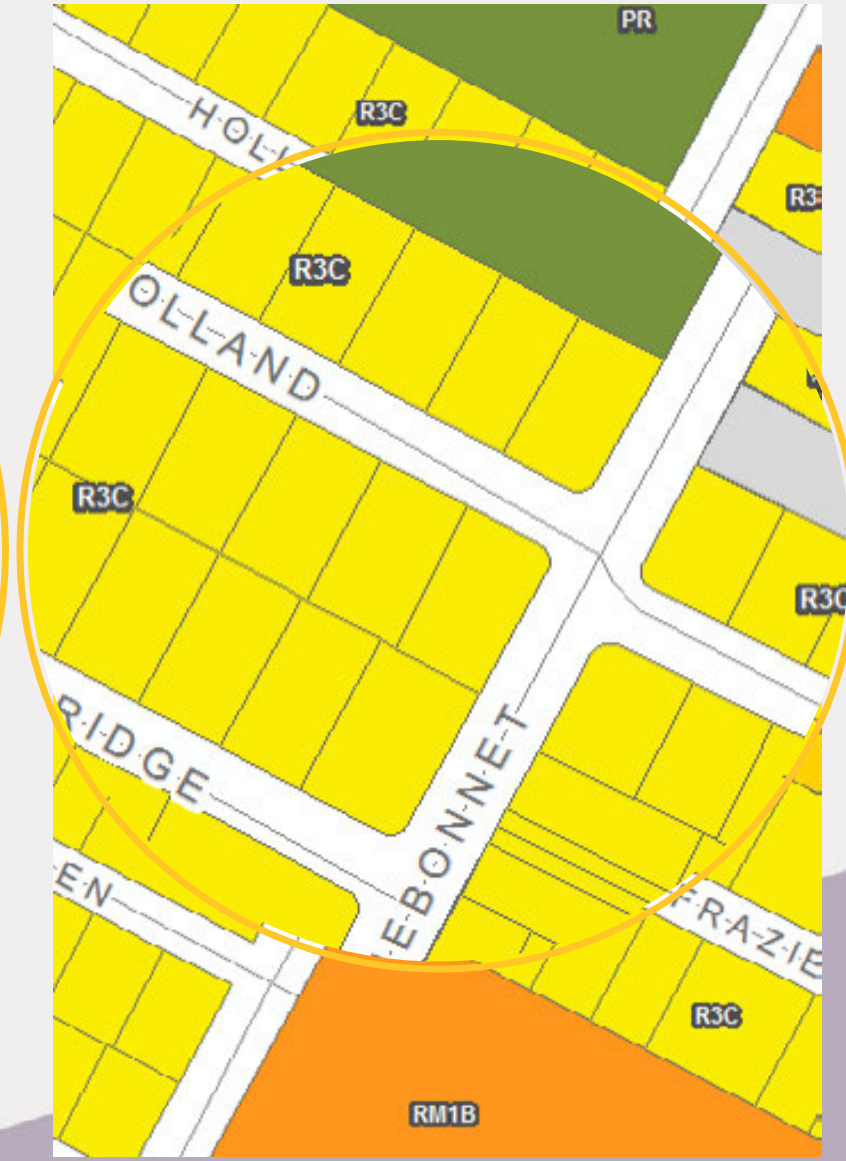 PR
R3C
HOLL
R3
R3C
OLLAND
R3C
R3C
RIDGE
EBONNET
EN
FRAZIE
R3C
RM1B